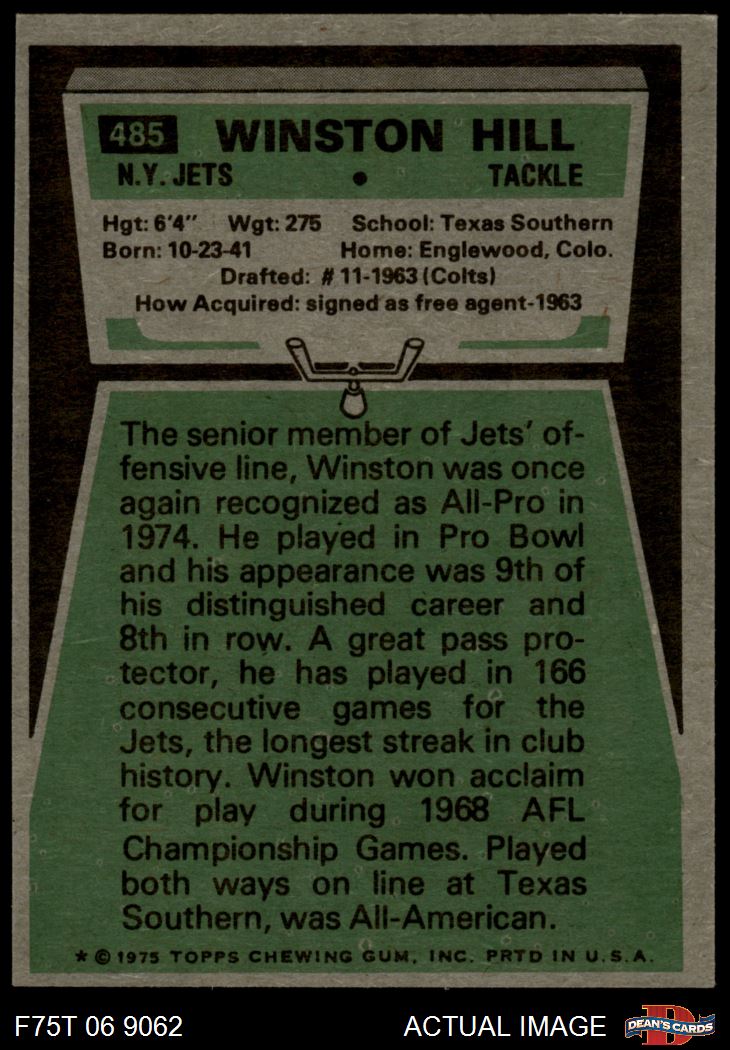 485 WINSTON HILL
N.Y. JETS • TACKLE
Hgt: 6'4" Wgt: 275 School: Texas Southern
Born: 10-23-41 Home: Englewood, Colo.
Drafted: # 11-1963 (Colts)
How Acquired: signed as free agent-1963
The senior member of Jets' of-
fensive line, Winston was once
again recognized as All-Pro in
1974. He played in Pro Bowl
and his appearance was 9th of
his distinguished career and
8th in row. A great pass pro-
tector, he has played in 166
consecutive games for the
Jets, the longest streak in club
history. Winston won acclaim
for play during 1968 AFL
Championship Games. Played
both ways on line at Texas
Southern, was All-American.
* © 1975 TOPPS CHEWING GUM, INC. PRTD IN U.S.A.
F75T 06 9062 ACTUAL IMAGE D DEAN'S CARDS